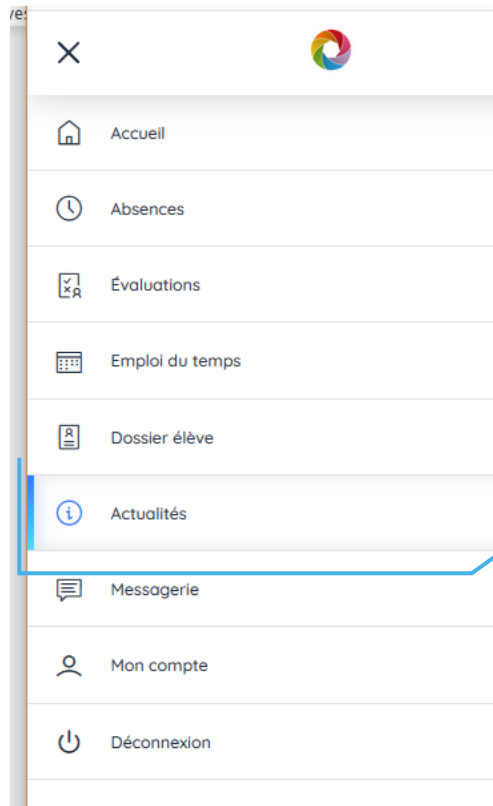 Accueil
Absences
Évaluations
Emploi du temps
Dossier élève
Actualités
Messagerie
Mon compte
Déconnexion